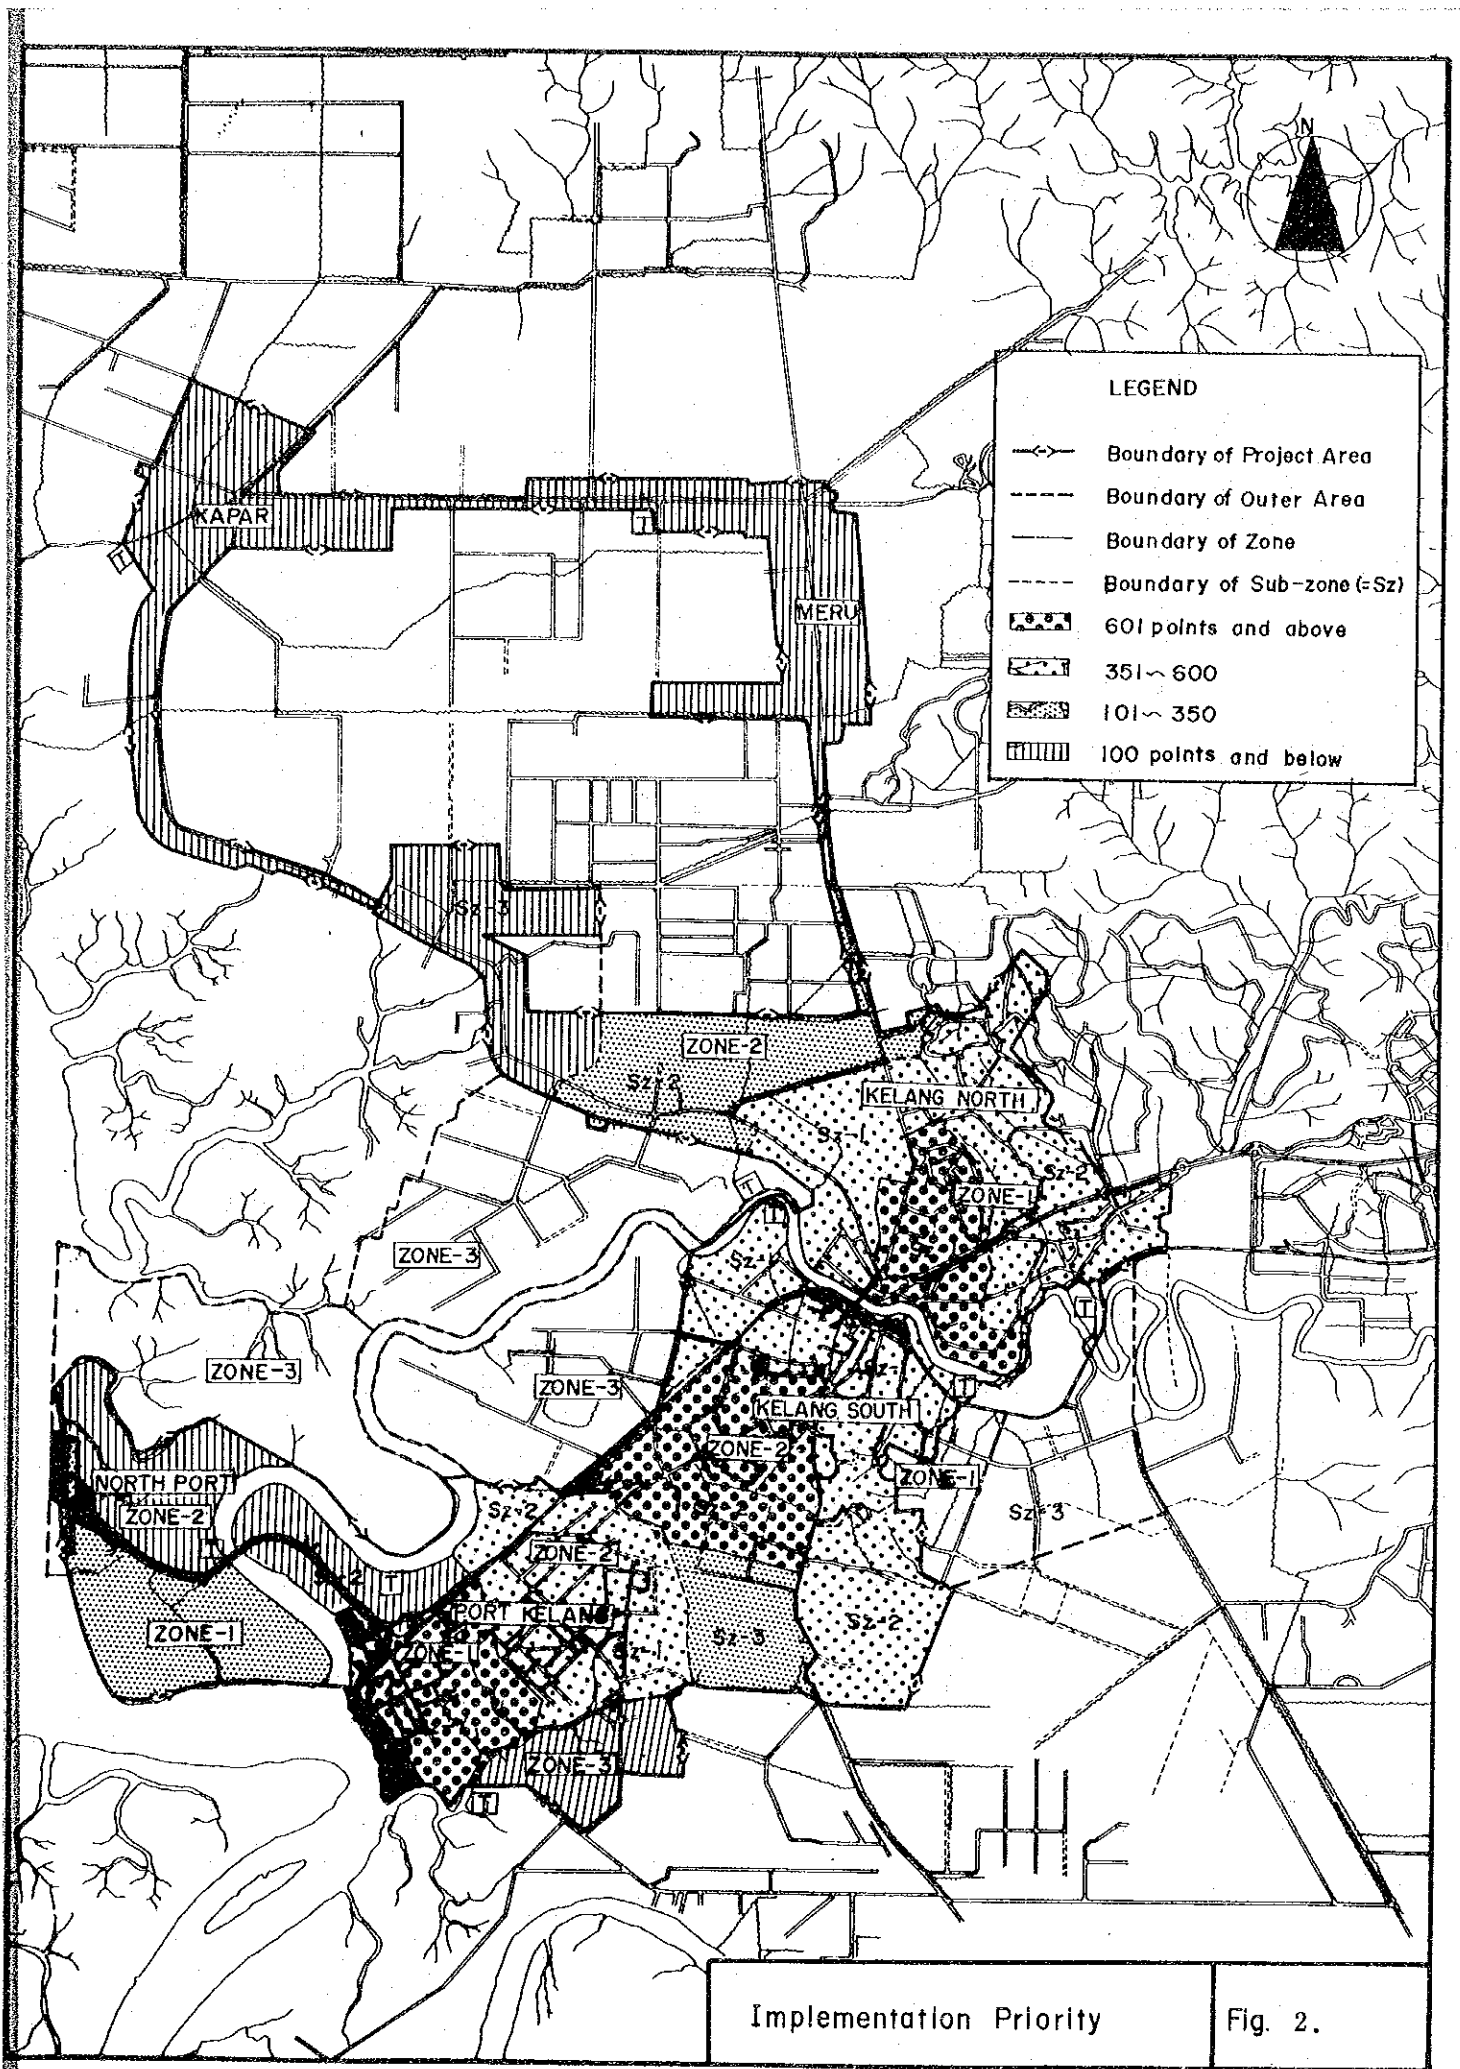 N
LEGEND
Boundary of Project Area
Boundary of Outer Area
Boundary of Zone
Boundary of Sub-zone (=Sz)
601 points and above
351~600
101~350
100 points and below
KAPAR
T
T
MERU
Sz-3
ZONE-2
Sz-2
KELANG NORTH
Sz-1
Sz-2
T
ZONE-1
T
ZONE-3
Sz-1
T
ZONE-3
ZONE-3
T
KELANG SOUTH
ZONE-2
ZONE-1
NORTH PORT
ZONE-2
Sz-2
Sz-2
Sz-3
T
ZONE-2
Sz-2
T
PORT KELANG
ZONE-1
ZONE-1
Sz-1
Sz-3
Sz-2
ZONE-3
T
Implementation Priority
Fig. 2.